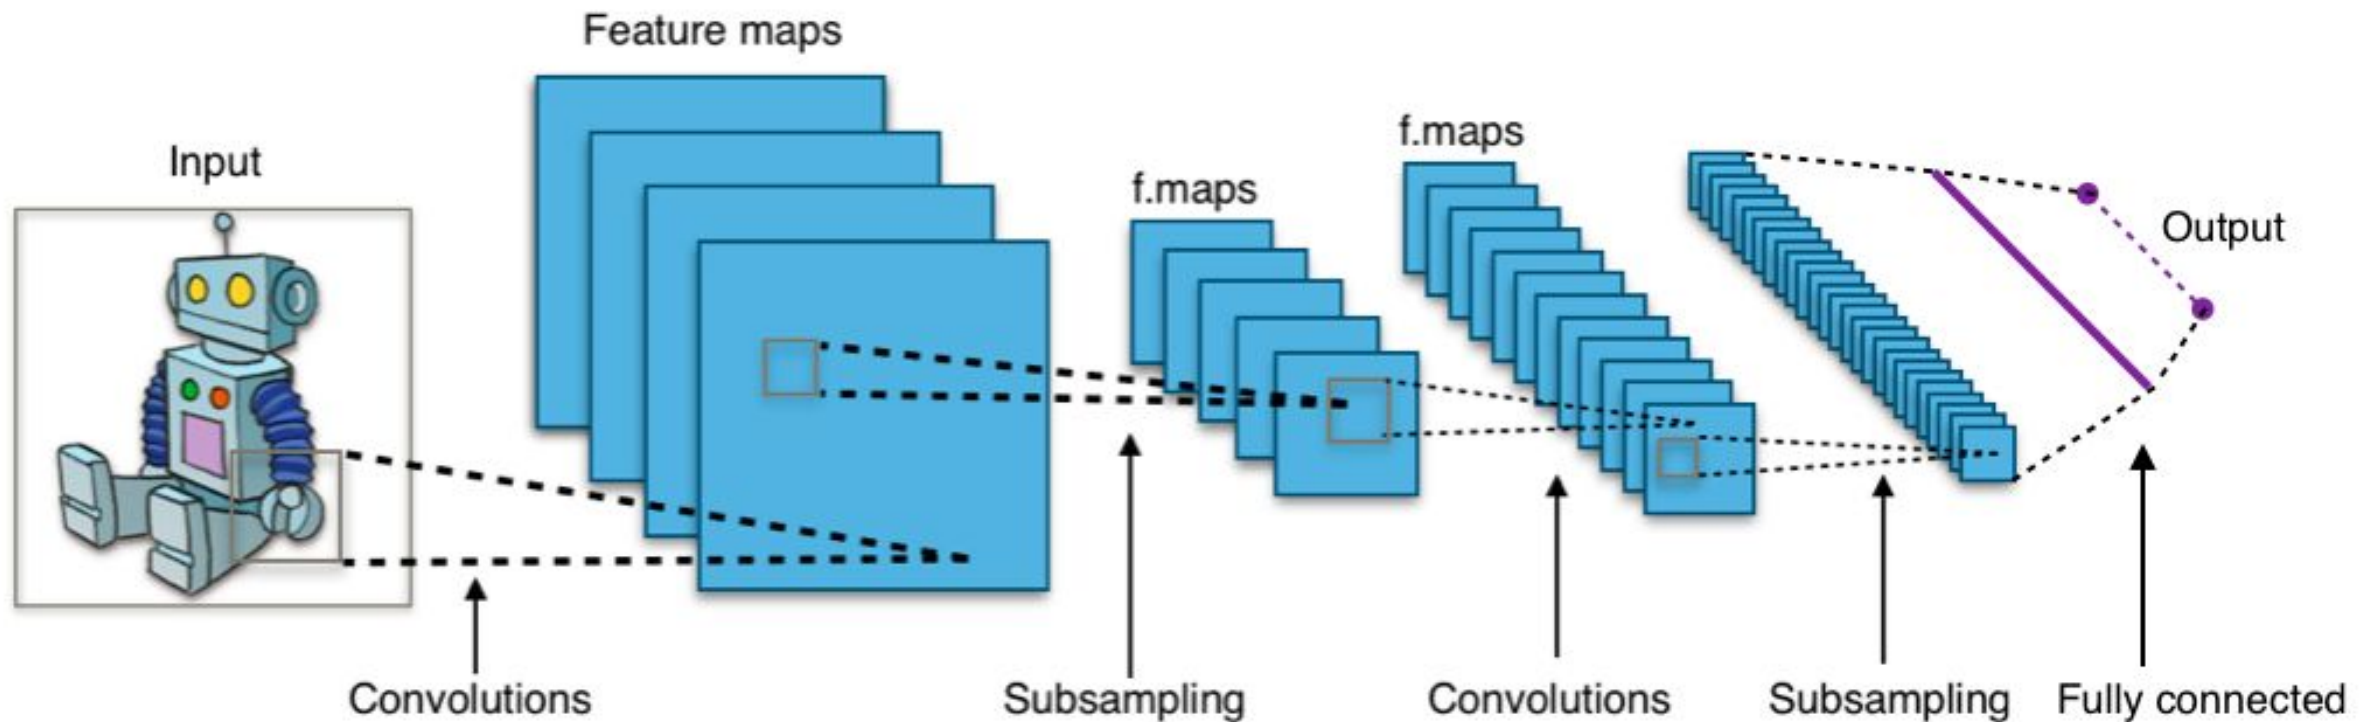 Feature maps
f.maps
Input
f.maps
Output
Convolutions
Subsampling
Convolutions
Subsampling
Fully connected